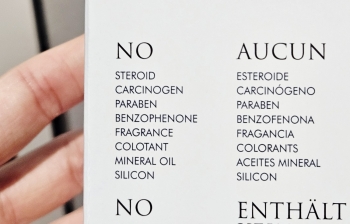 NO
STEROID
CARCINOGEN
PARABEN
BENZOPHENONE
FRAGRANCE
COLOTANT
MINERAL OIL
SILICON
NO
AUCUN
ESTEROIDE
CARCINÓGENO
PARABEN
BENZOFENONA
FRAGANCIA
COLORANTS
ACEITES MINERAL
SILICON
ENTHÄLT